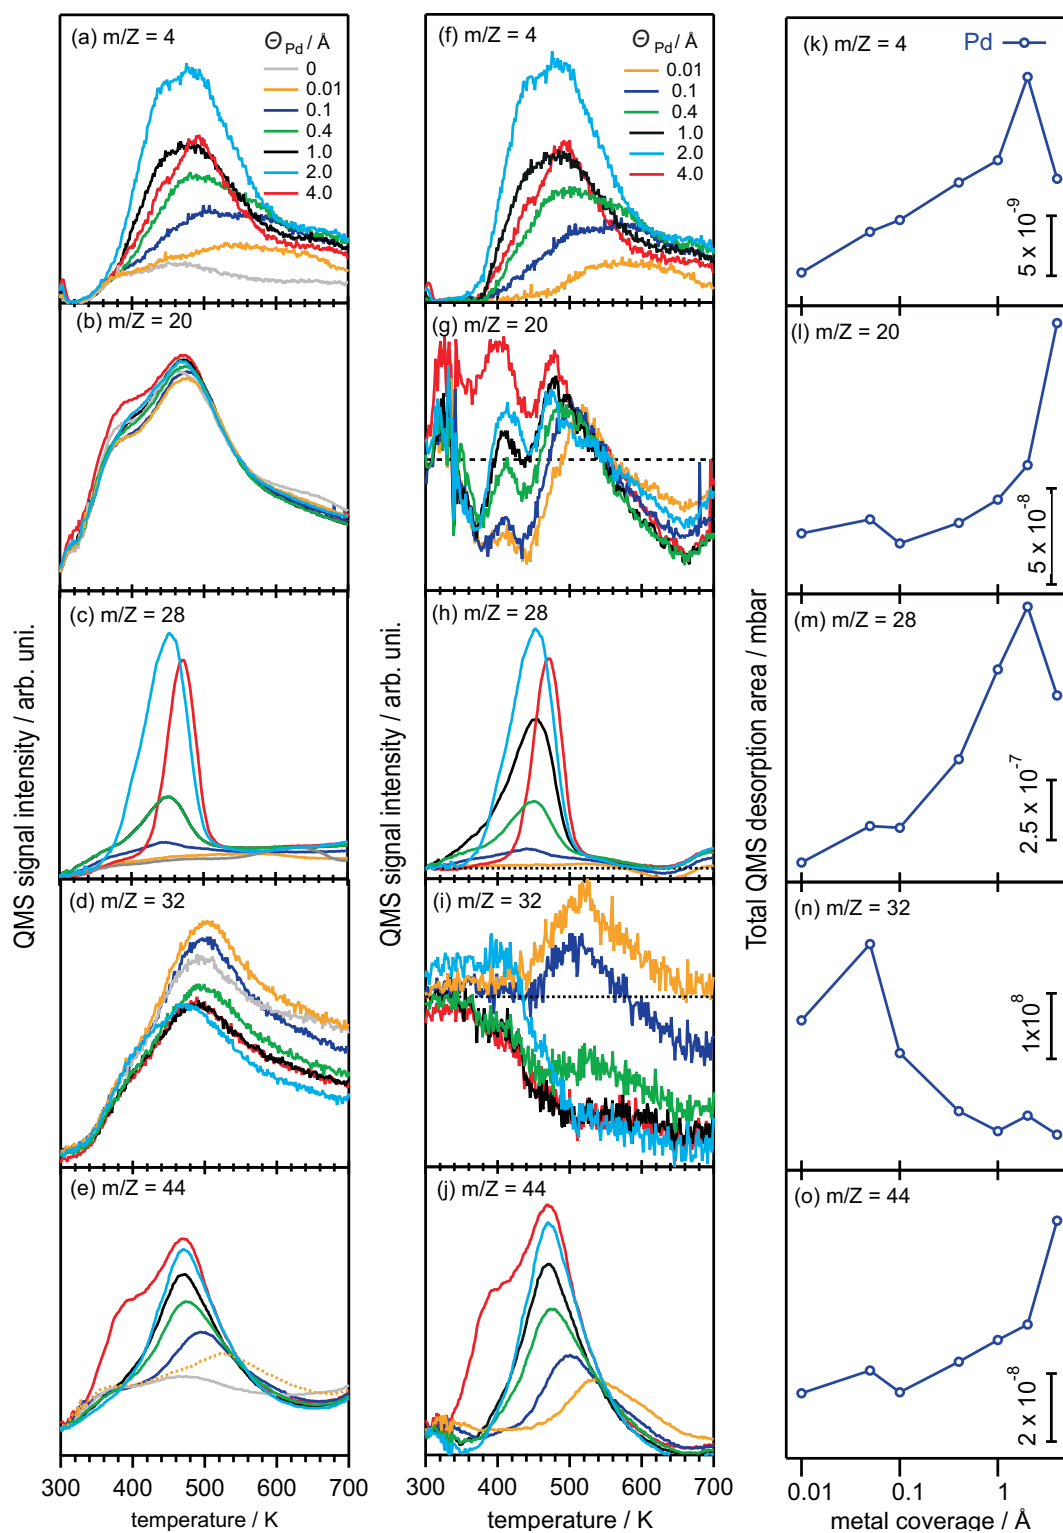 (a) m/Z = 4
Θ Pd / Å
0
0.01
0.1
0.4
1.0
2.0
4.0
(b) m/Z = 20
(c) m/Z = 28
(d) m/Z = 32
(e) m/Z = 44
QMS signal intensity / arb. uni.
300 400 500 600 700
temperature / K
(f) m/Z = 4
Θ Pd / Å
0.01
0.1
0.4
1.0
2.0
4.0
(g) m/Z = 20
(h) m/Z = 28
(i) m/Z = 32
(j) m/Z = 44
QMS signal intensity / arb. uni.
300 400 500 600 700
temperature / K
(k) m/Z = 4
Pd
5 x 10⁻⁹
(l) m/Z = 20
5 x 10⁻⁸
(m) m/Z = 28
2.5 x 10⁻⁷
(n) m/Z = 32
1x10⁸
(o) m/Z = 44
2 x 10⁻⁸
Total QMS desorption area / mbar
0.01 0.1 1
metal coverage / Å